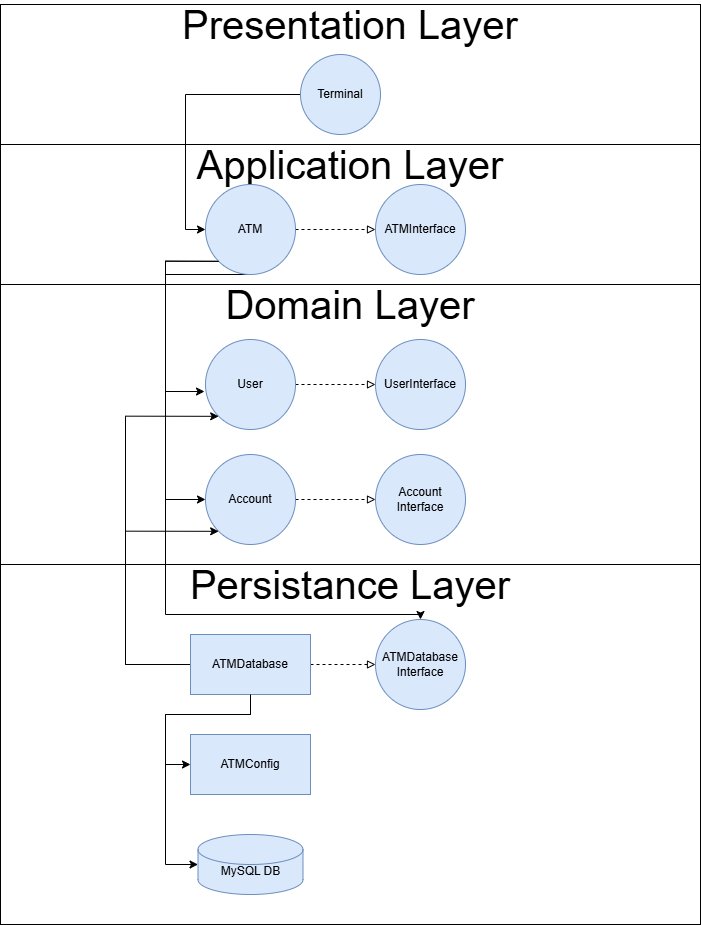 Presentation Layer
Terminal
Application Layer
ATM
ATMInterface
Domain Layer
User
UserInterface
Account
Account
Interface
Persistance Layer
ATMDatabase
ATMDatabase
Interface
ATMConfig
MySQL DB